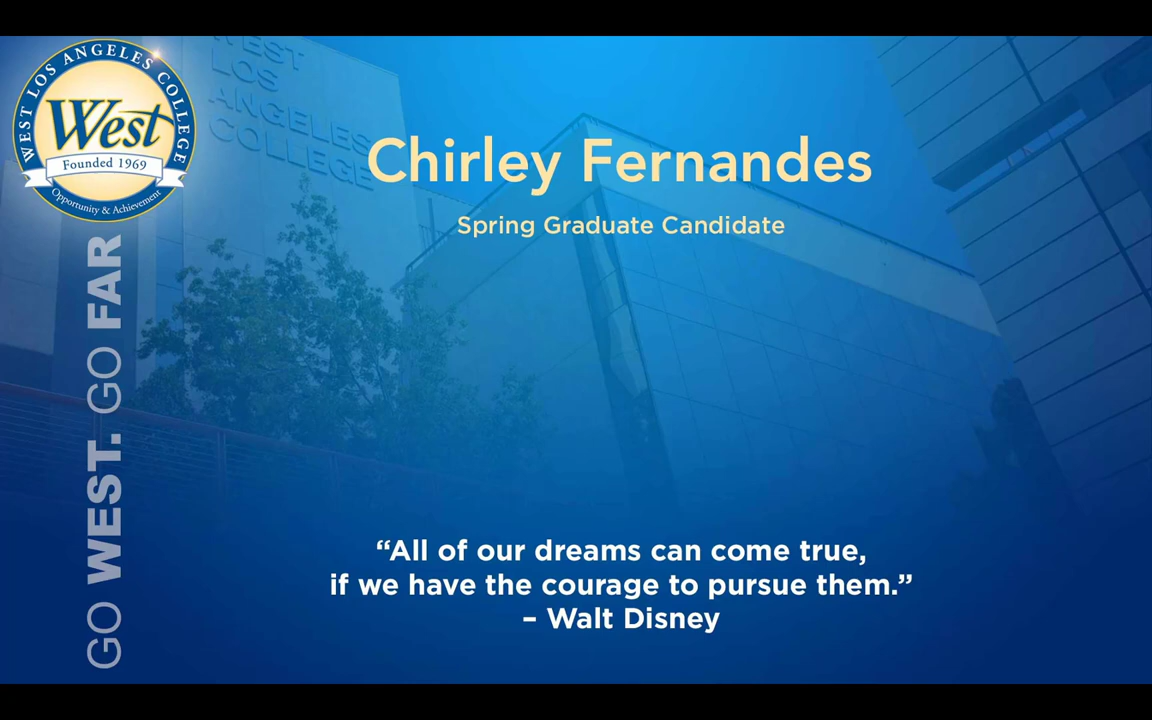 WEST LOS ANGELES COLLEGE
West
Founded 1969
Opportunity & Achievement
WEST
LOS
ANGELES
COLLEGE
GO WEST. GO FAR
Chirley Fernandes
Spring Graduate Candidate
“All of our dreams can come true,
if we have the courage to pursue them.”
– Walt Disney